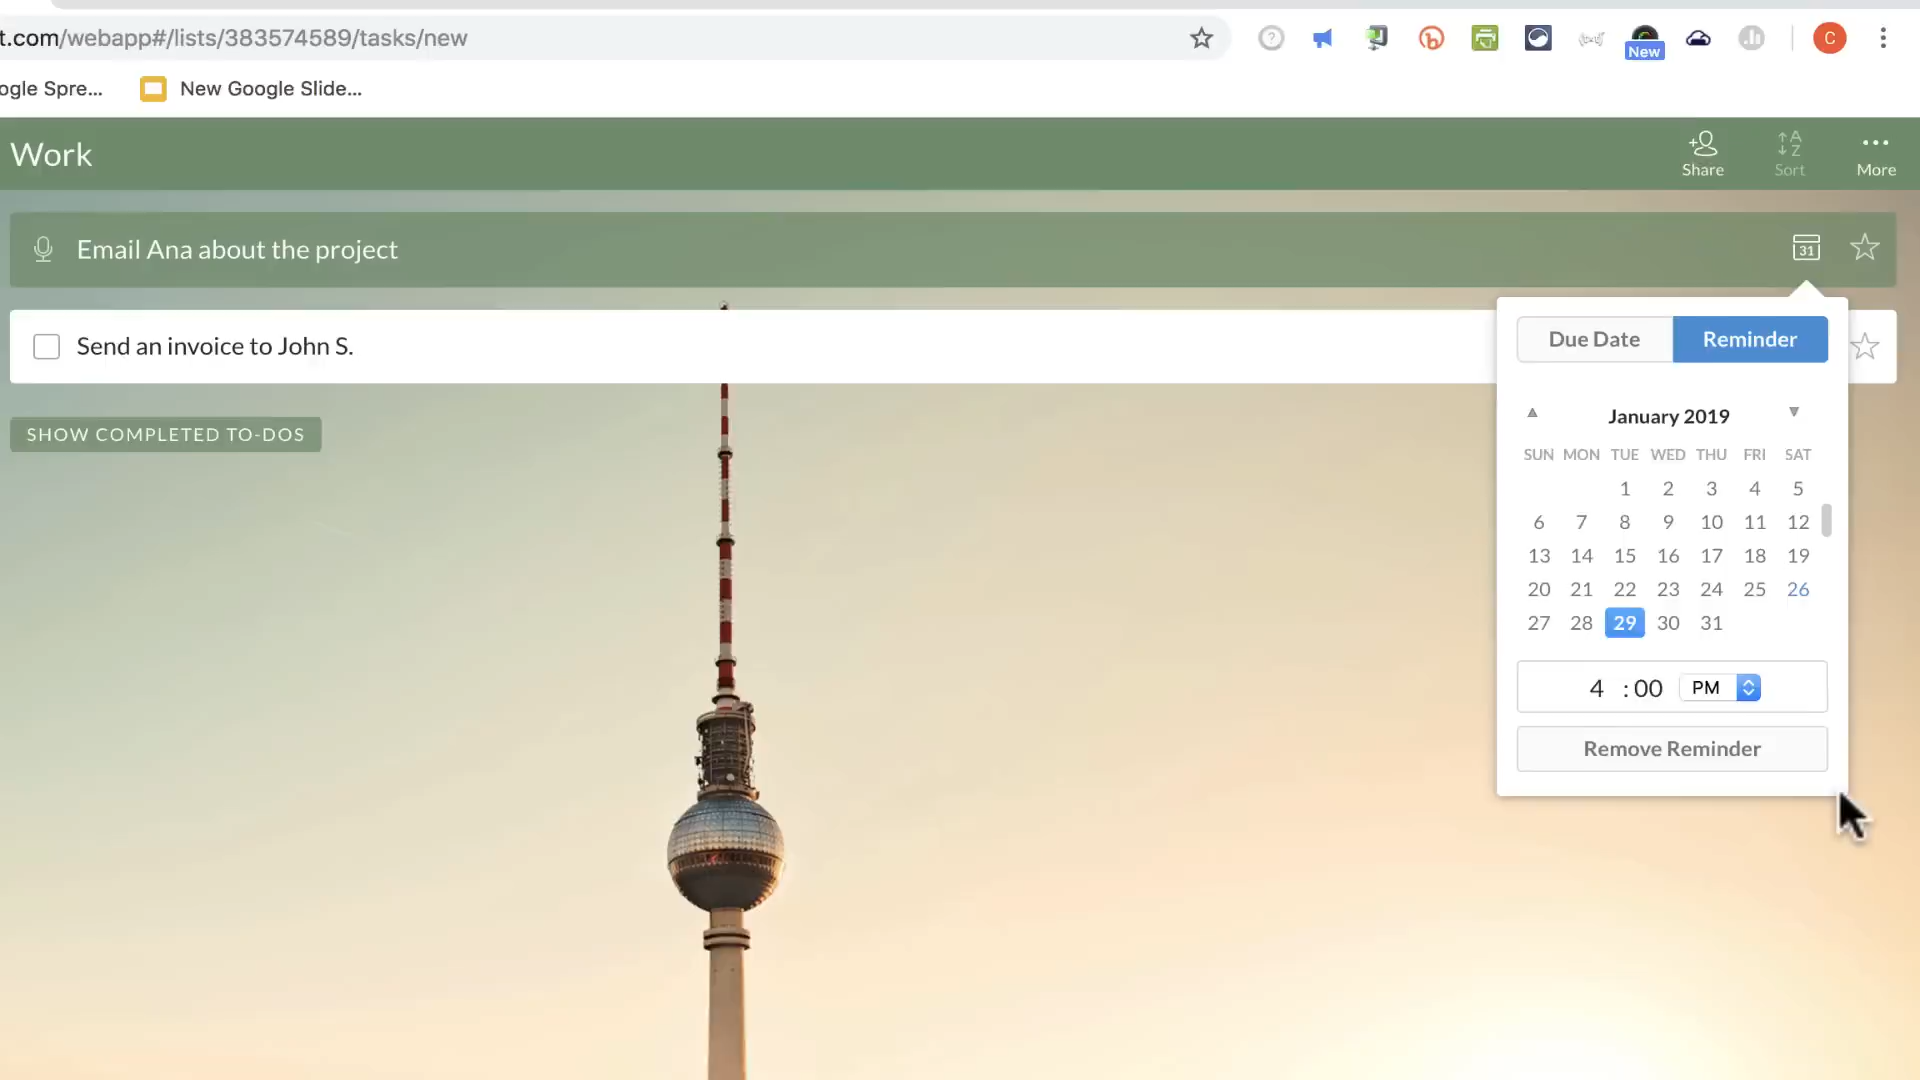 t.com/webapp#/lists/383574589/tasks/new
New
C
ogle Spre...
New Google Slide...
Work
Share
A
Z
Sort
More
Email Ana about the project
31
Send an invoice to John S.
Due Date
Reminder
SHOW COMPLETED TO-DOS
January 2019
SUN MON TUE WED THU FRI SAT
1 2 3 4 5
6 7 8 9 10 11 12
13 14 15 16 17 18 19
20 21 22 23 24 25 26
27 28 29 30 31
4 :00 PM
Remove Reminder